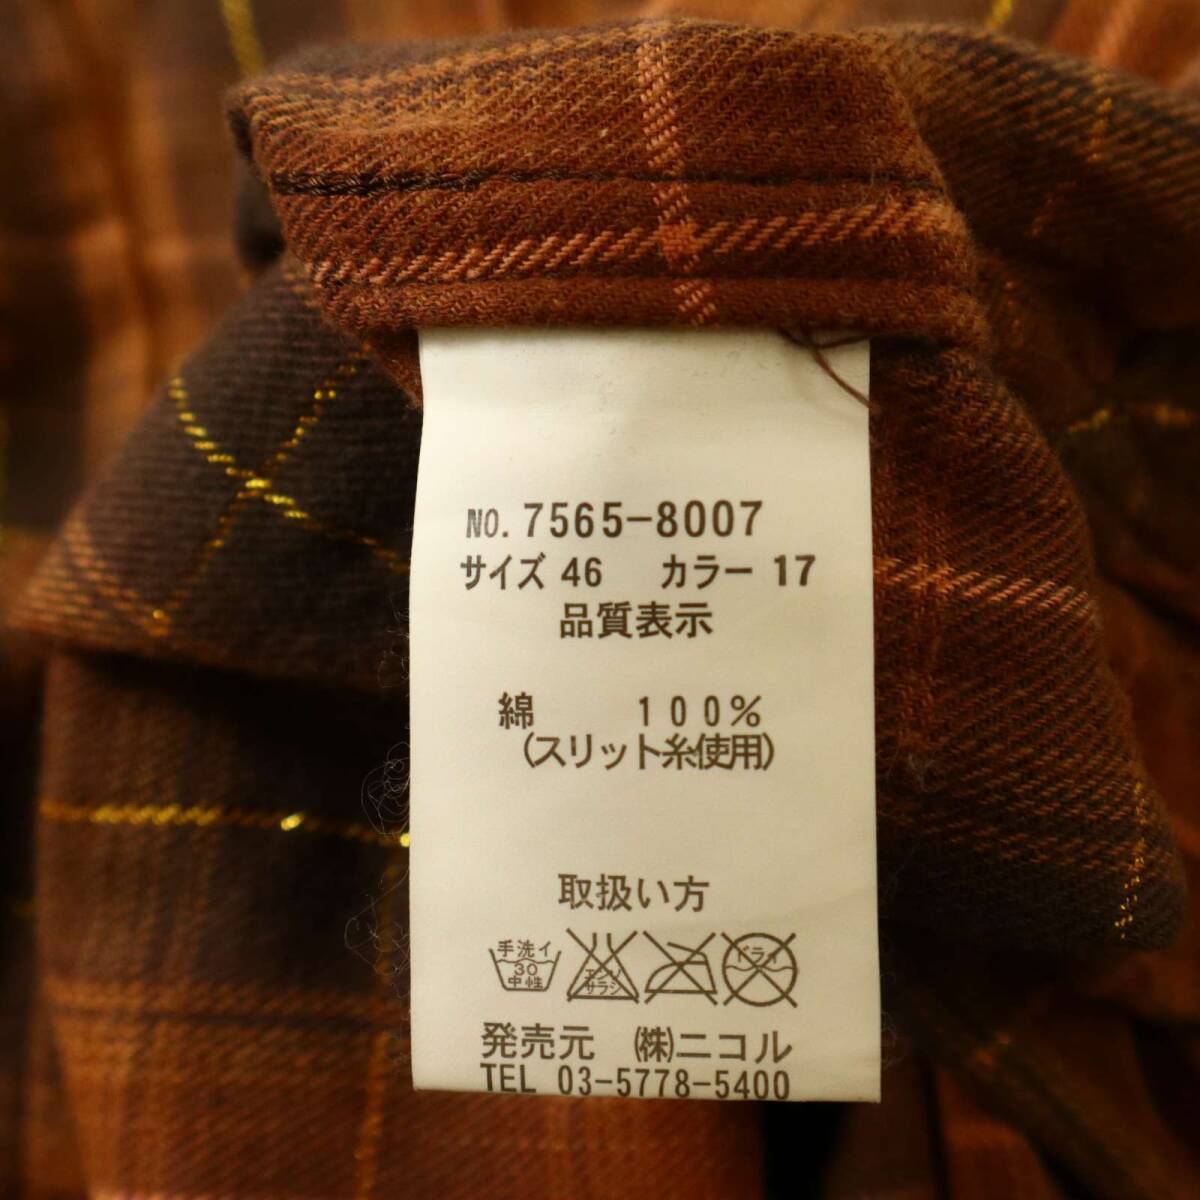 NO. 7565-8007
サイズ 46 カラー 17
品質表示
綿 100%
(スリット糸使用)
取扱い方
手洗イ
30
中性
エンソ
サラシ
ドライ
発売元 ㈱ニコル
TEL 03-5778-5400